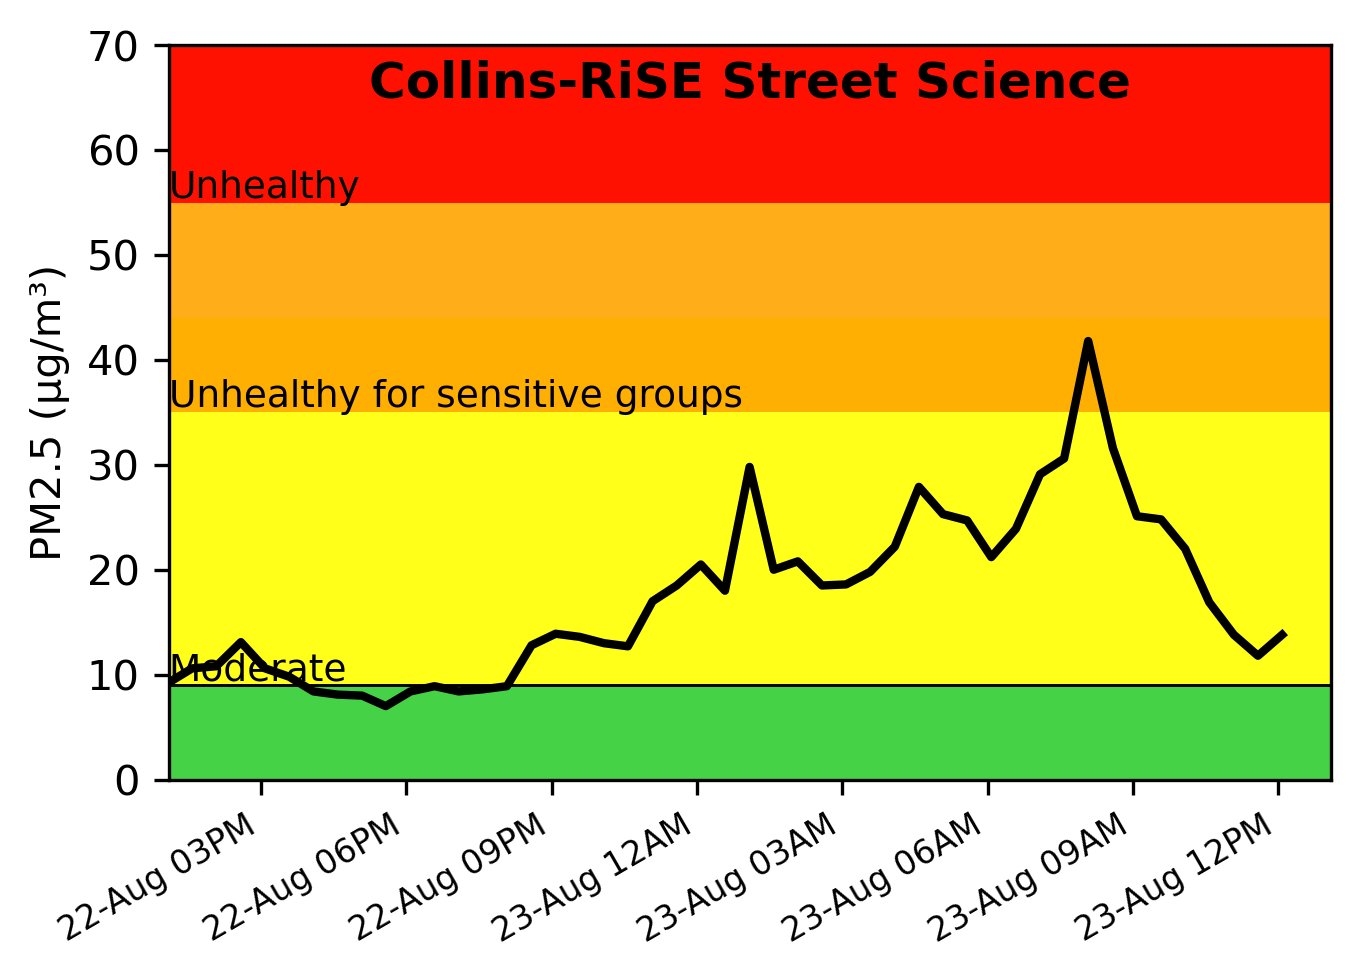 Collins-RiSE Street Science
70
60
50
40
30
20
10
0
PM2.5 (µg/m³)
Unhealthy
Unhealthy for sensitive groups
Moderate
22-Aug 03PM
22-Aug 06PM
22-Aug 09PM
23-Aug 12AM
23-Aug 03AM
23-Aug 06AM
23-Aug 09AM
23-Aug 12PM